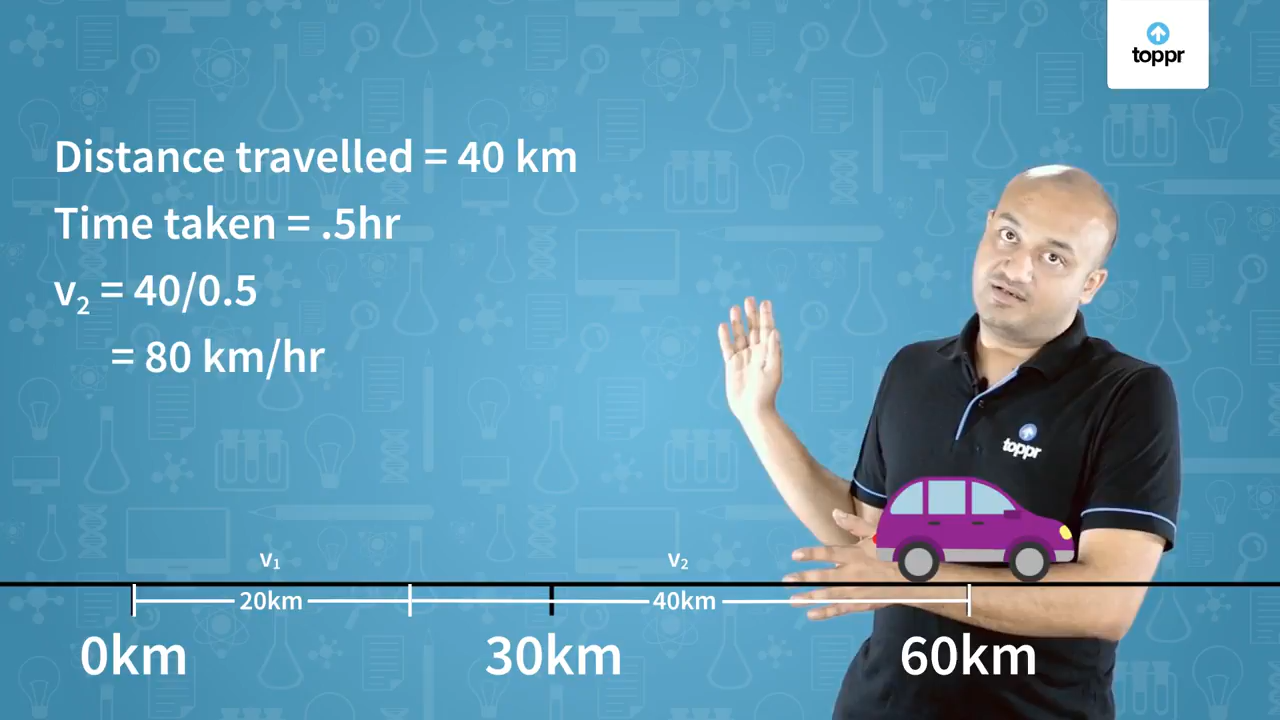 toppr
Distance travelled = 40 km
Time taken = .5hr
v₂ = 40/0.5
= 80 km/hr
toppr
v₁ v₂
20km 40km
0km 30km 60km